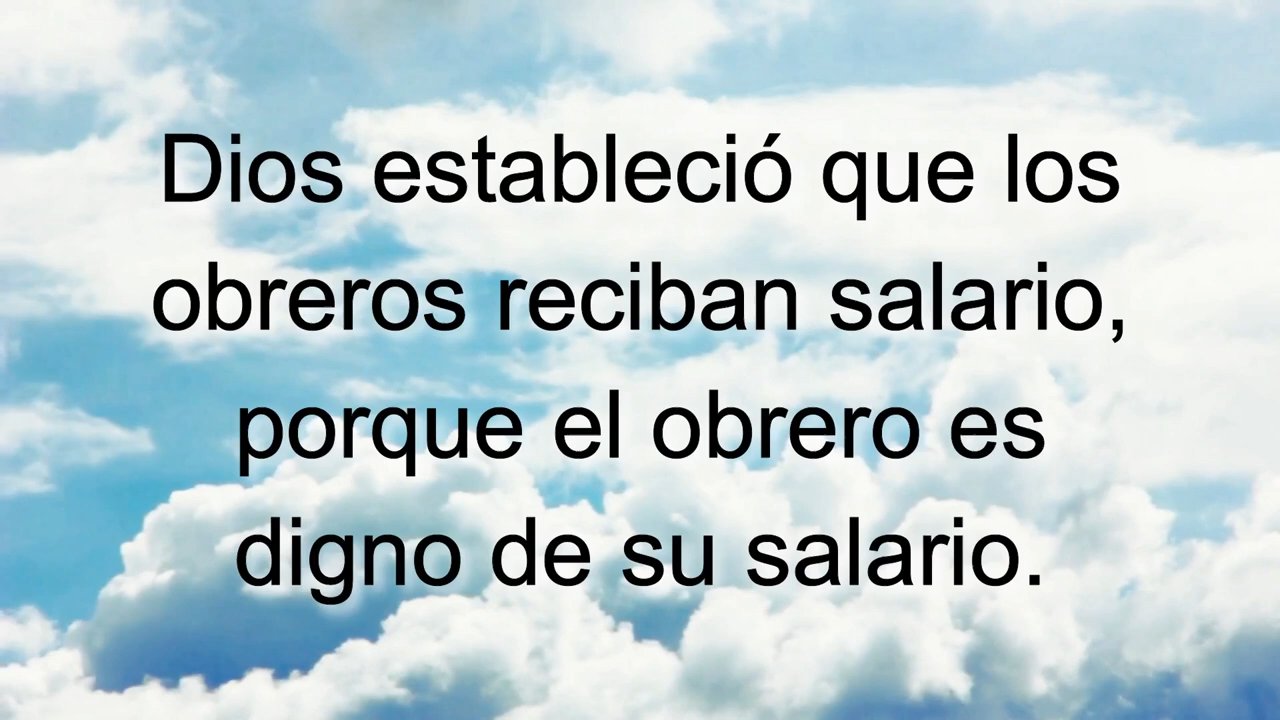 Dios estableció que los
obreros reciban salario,
porque el obrero es
digno de su salario.